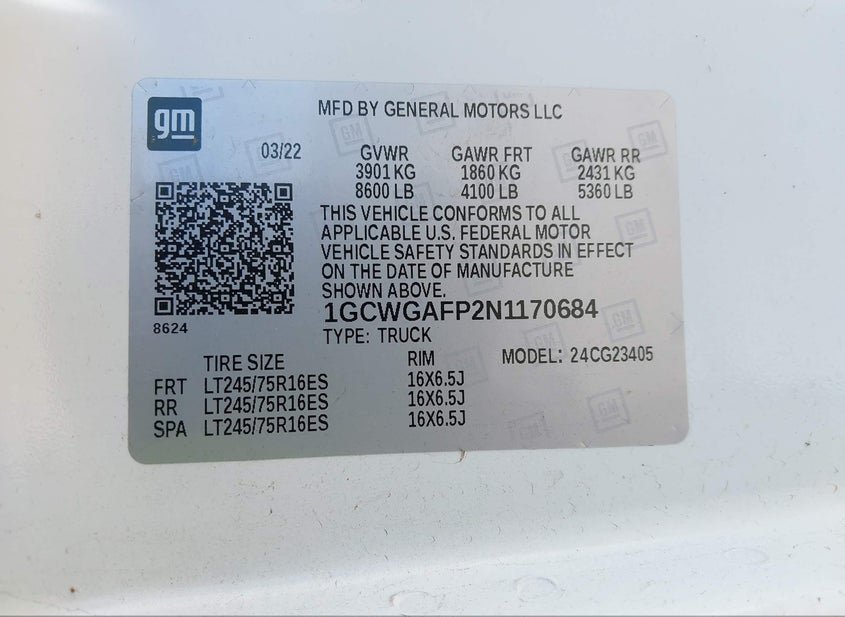 gm
MFD BY GENERAL MOTORS LLC
03/22
GVWR GAWR FRT GAWR RR
3901 KG 1860 KG 2431 KG
8600 LB 4100 LB 5360 LB
THIS VEHICLE CONFORMS TO ALL
APPLICABLE U.S. FEDERAL MOTOR
VEHICLE SAFETY STANDARDS IN EFFECT
ON THE DATE OF MANUFACTURE
SHOWN ABOVE.
8624
1GCWGAFP2N1170684
TYPE: TRUCK
TIRE SIZE RIM MODEL: 24CG23405
FRT LT245/75R16ES 16X6.5J
RR LT245/75R16ES 16X6.5J
SPA LT245/75R16ES 16X6.5J